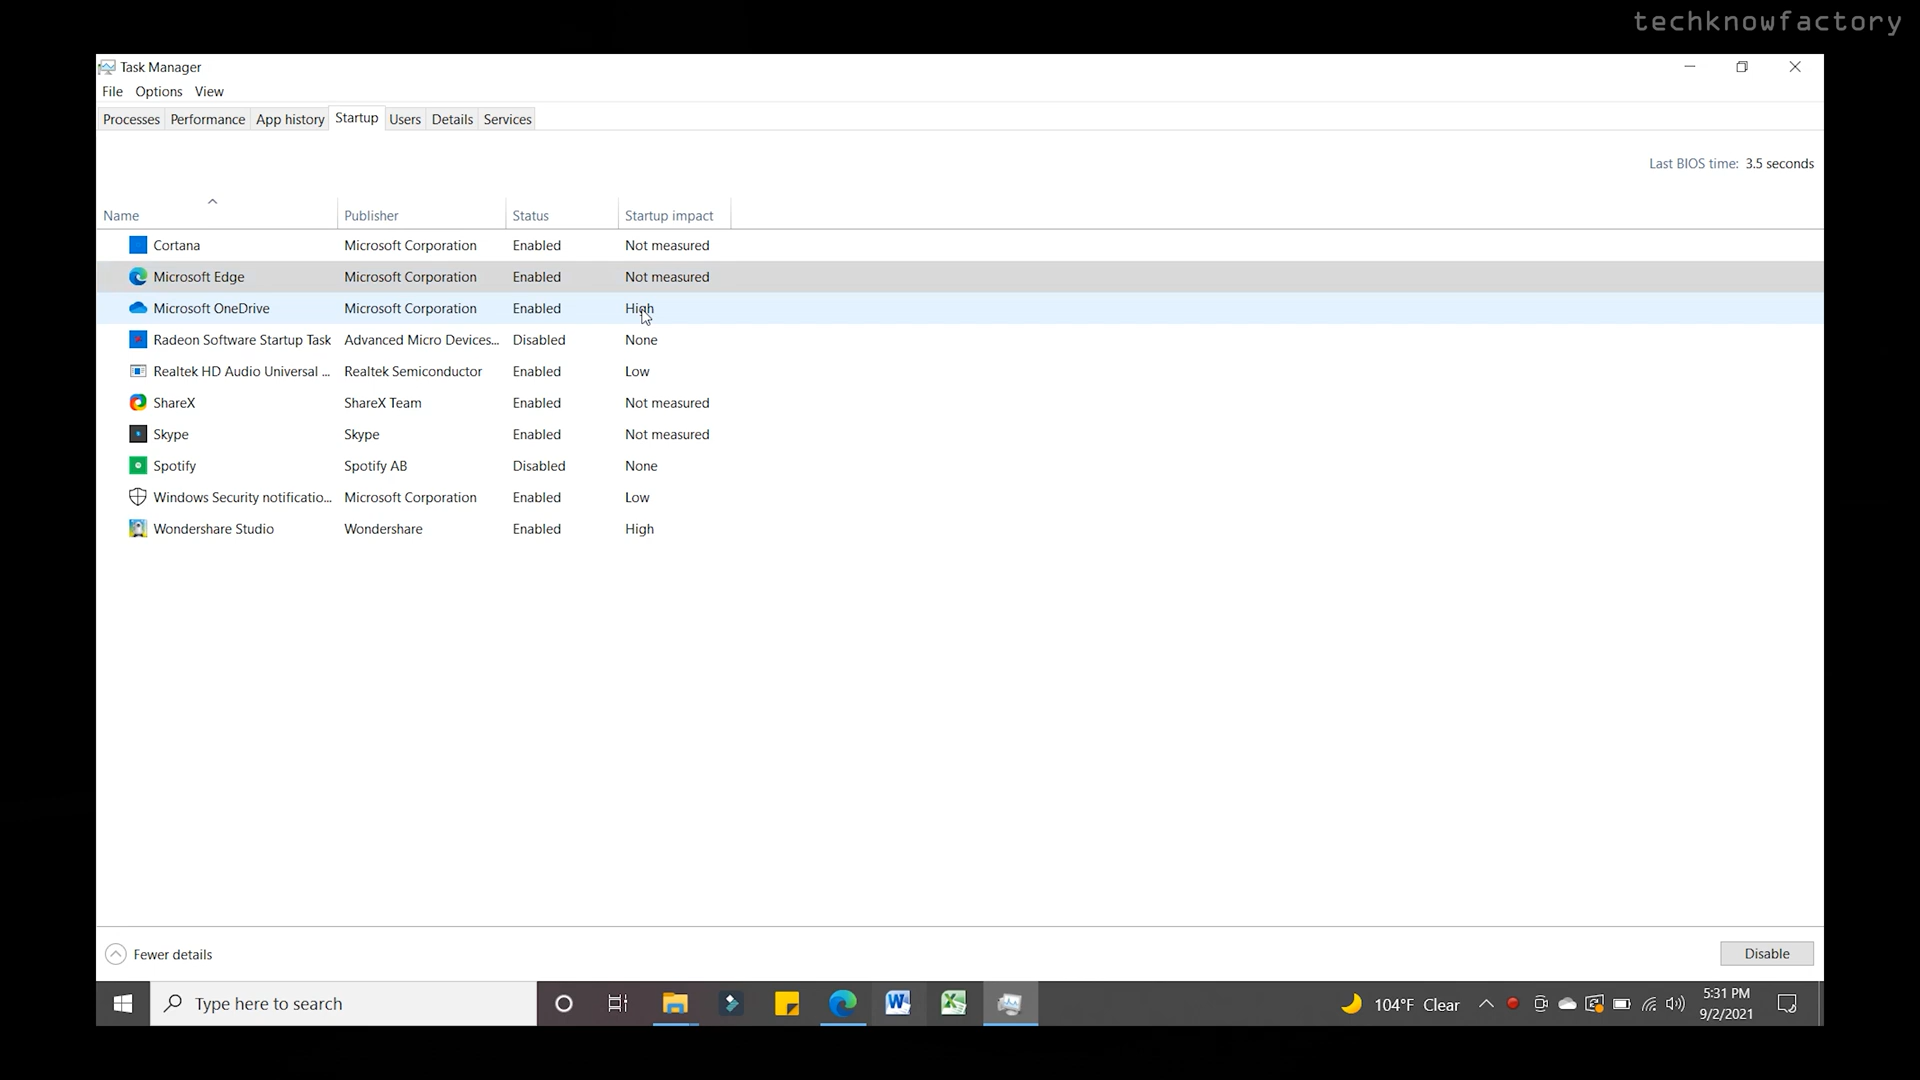 techknowfactory
Task Manager
File Options View
Processes Performance App history Startup Users Details Services
Last BIOS time: 3.5 seconds
Name Publisher Status Startup impact
Cortana Microsoft Corporation Enabled Not measured
Microsoft Edge Microsoft Corporation Enabled Not measured
Microsoft OneDrive Microsoft Corporation Enabled High
Radeon Software Startup Task Advanced Micro Devices... Disabled None
Realtek HD Audio Universal ... Realtek Semiconductor Enabled Low
ShareX ShareX Team Enabled Not measured
Skype Skype Enabled Not measured
Spotify Spotify AB Disabled None
Windows Security notificatio... Microsoft Corporation Enabled Low
Wondershare Studio Wondershare Enabled High
Fewer details Disable
Type here to search 104°F Clear 5:31 PM
9/2/2021